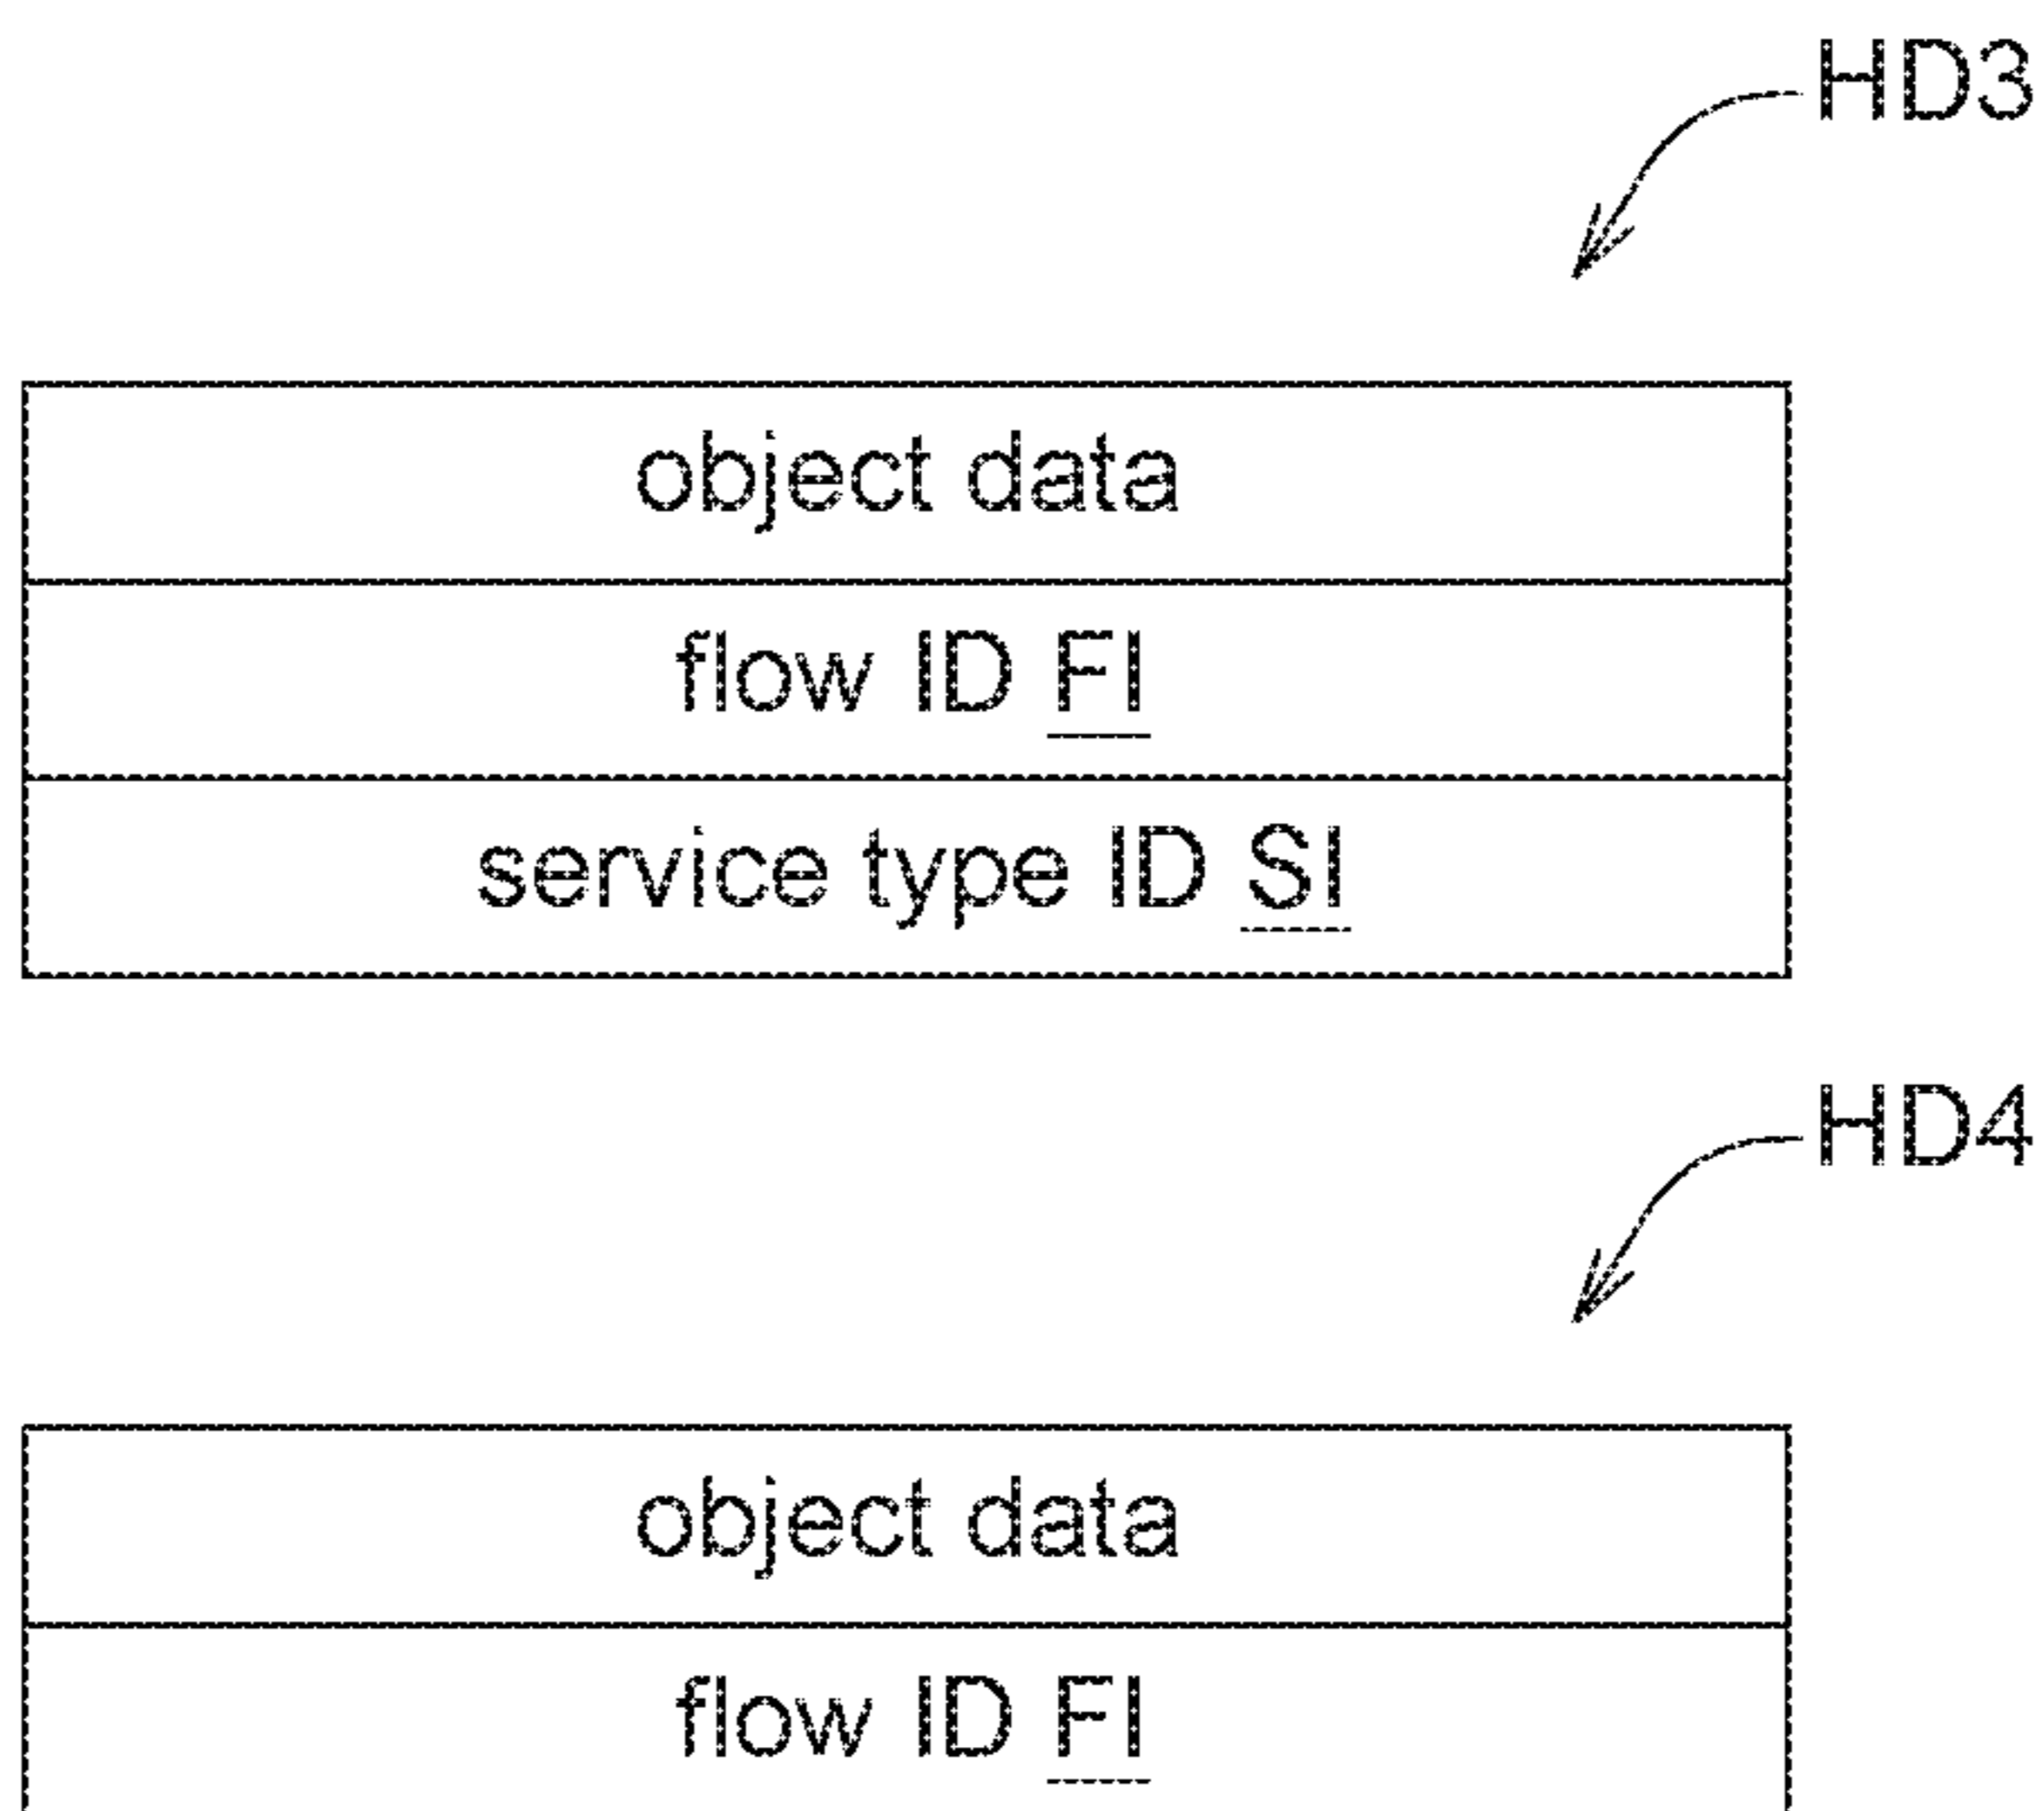 HD3
object data
flow ID FI
service type ID SI
HD4
object data
flow ID FI